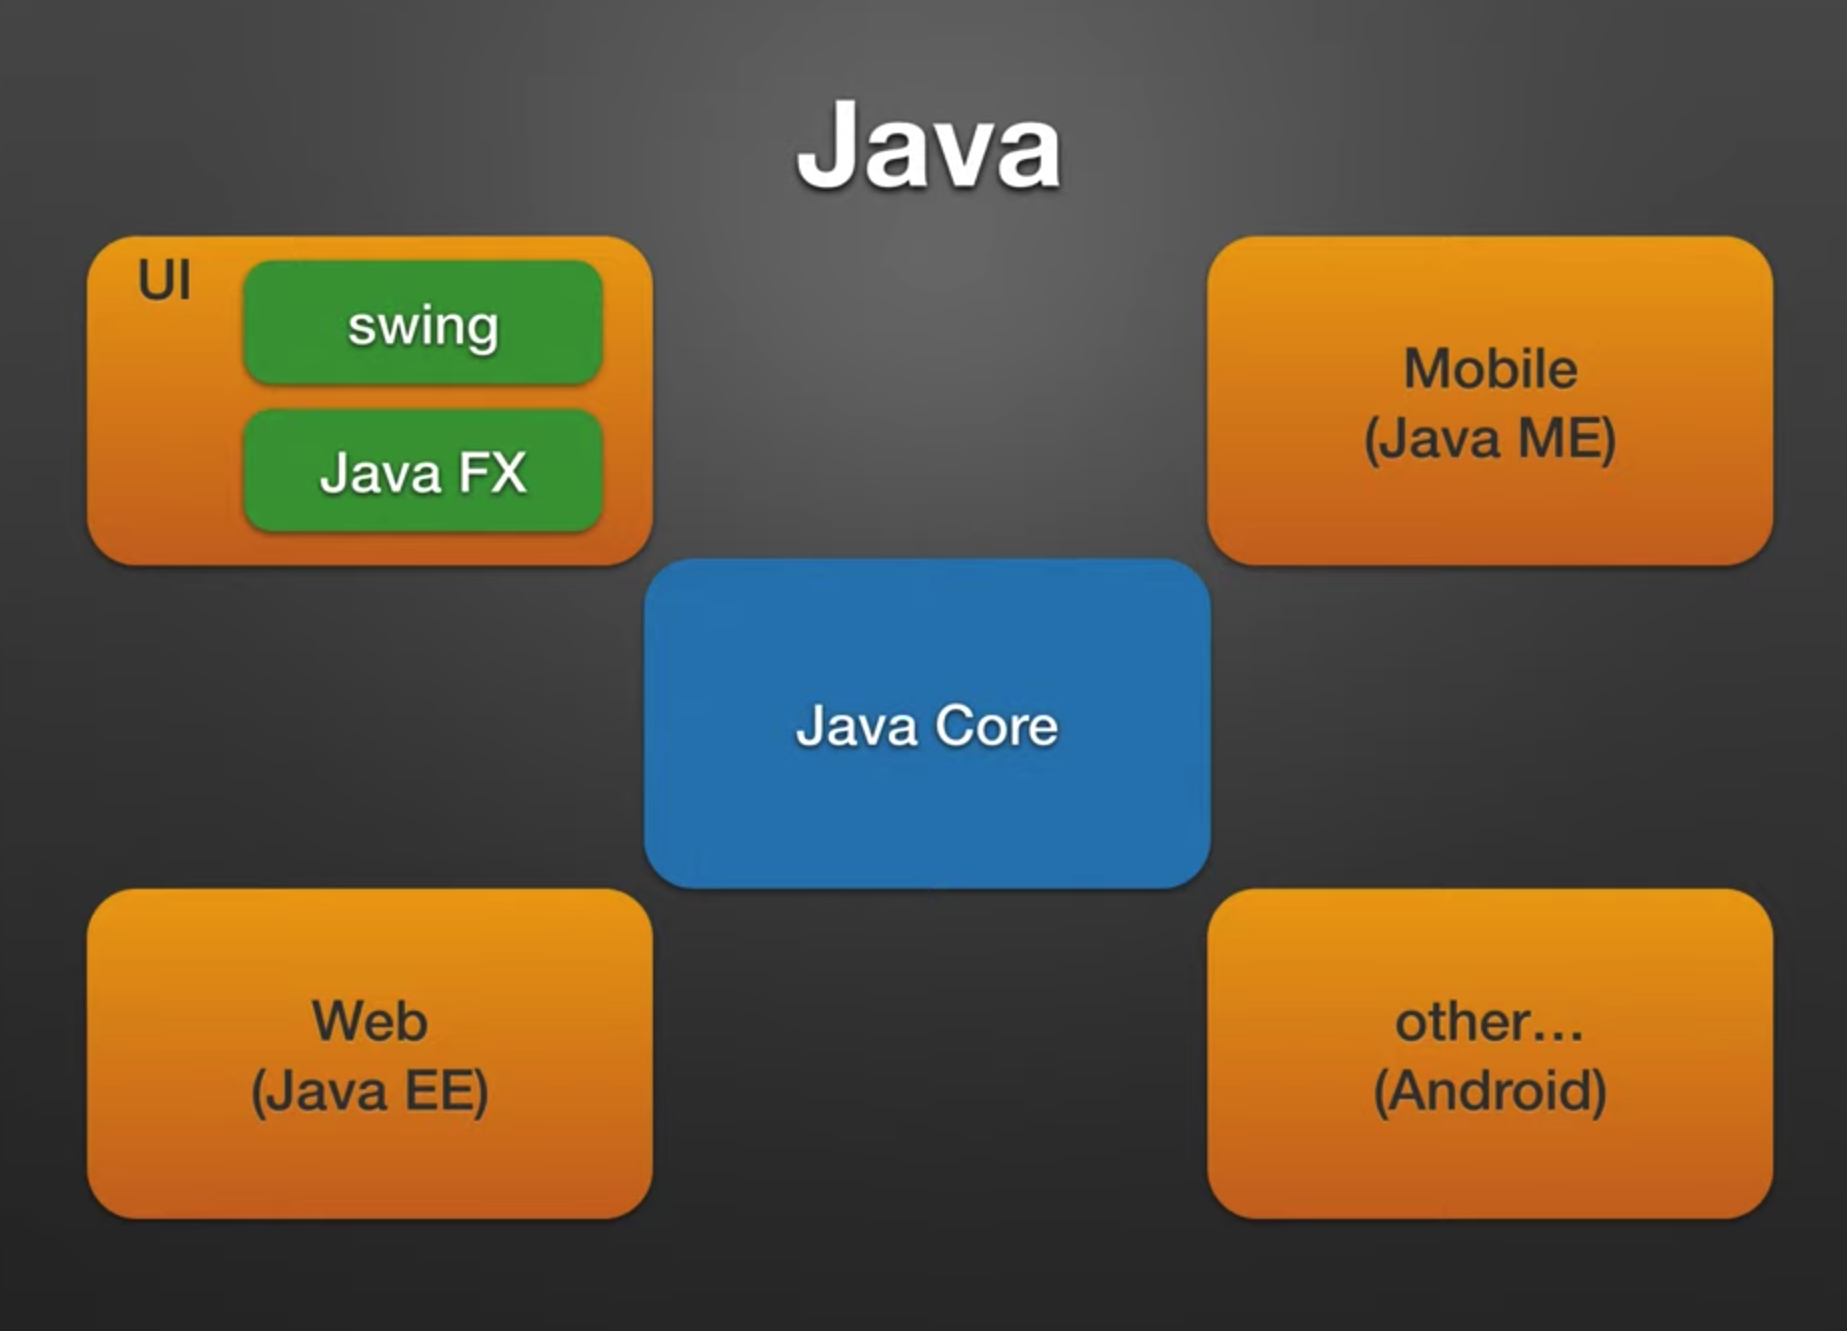 Java
UI
swing
Java FX
Mobile
(Java ME)
Java Core
Web
(Java EE)
other...
(Android)